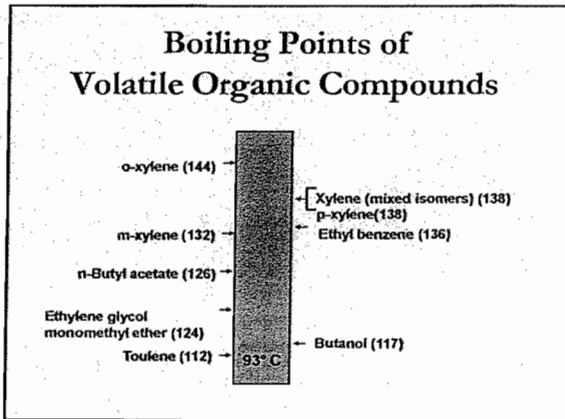 Boiling Points of
Volatile Organic Compounds
o-xylene (144)
Xylene (mixed isomers) (138)
p-xylene(138)
m-xylene (132)
Ethyl benzene (136)
n-Butyl acetate (126)
Ethylene glycol
monomethyl ether (124)
Butanol (117)
Toulene (112)
93° C